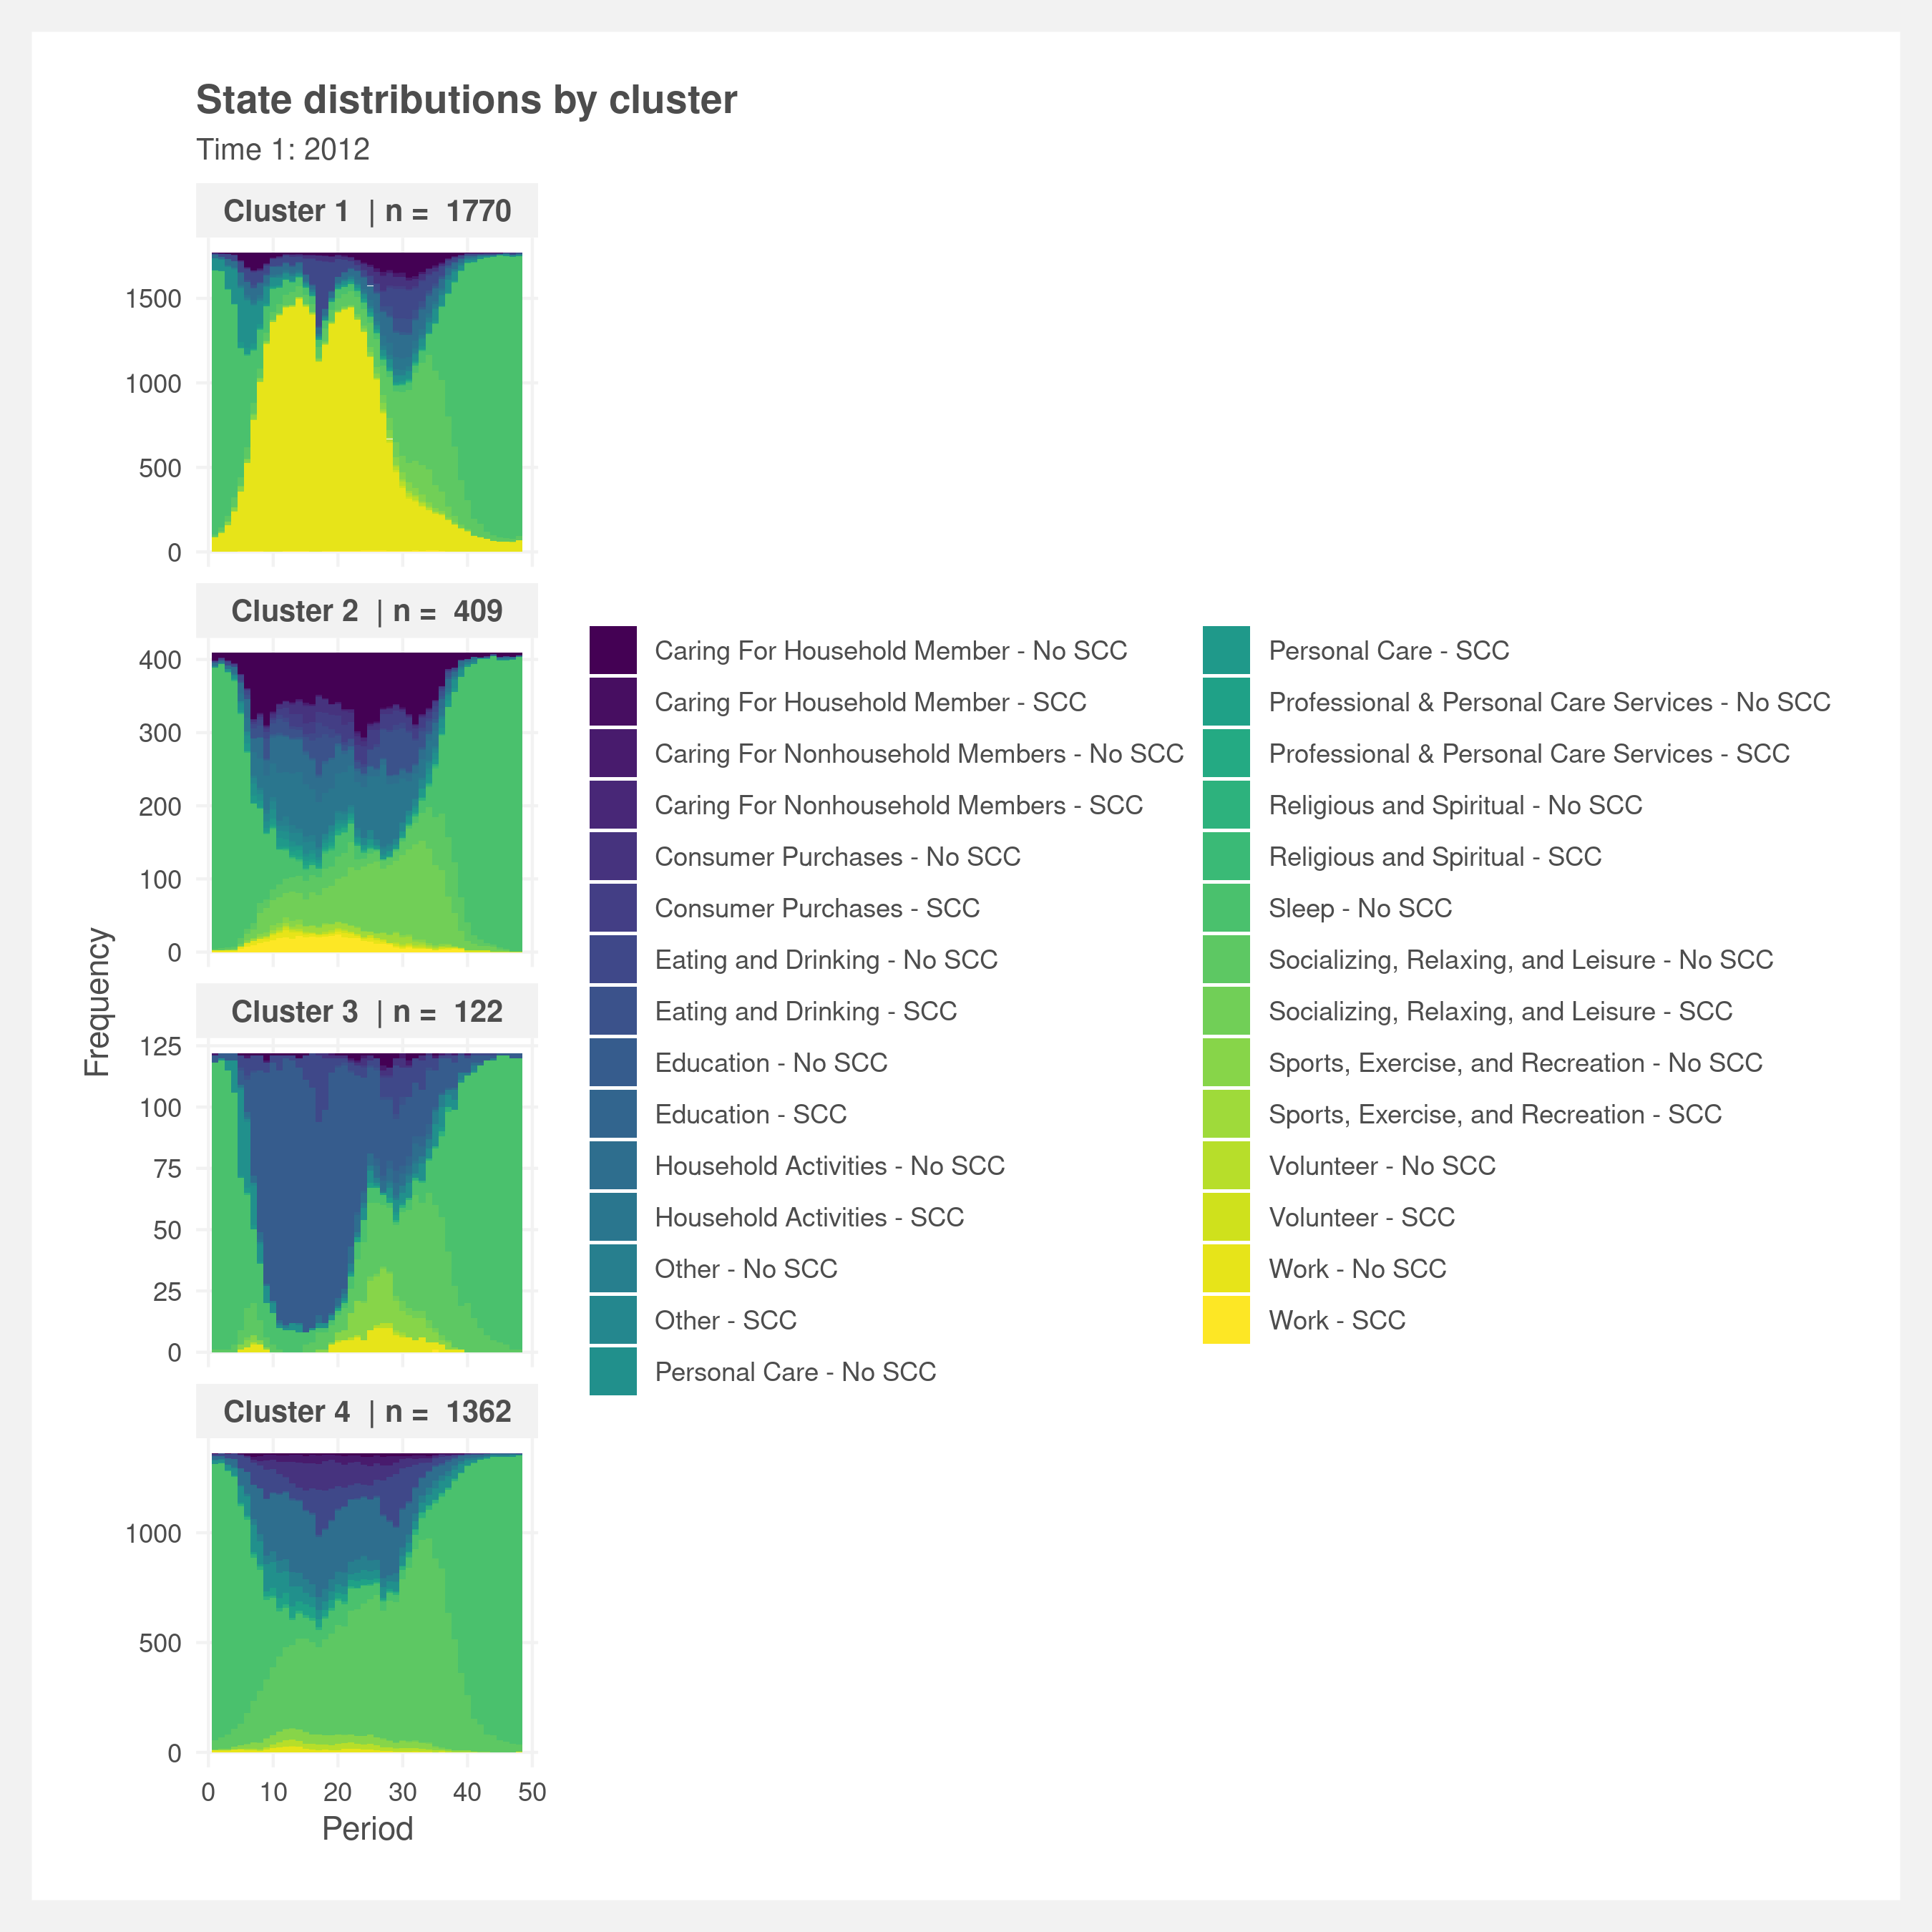 State distributions by cluster
Time 1: 2012
Cluster 1 | n = 1770
1500
1000
500
0
Cluster 2 | n = 409
400
300
200
100
0
Cluster 3 | n = 122
125
100
75
50
25
0
Cluster 4 | n = 1362
1000
500
0
0 10 20 30 40 50
Period
Frequency
Caring For Household Member - No SCC
Caring For Household Member - SCC
Caring For Nonhousehold Members - No SCC
Caring For Nonhousehold Members - SCC
Consumer Purchases - No SCC
Consumer Purchases - SCC
Eating and Drinking - No SCC
Eating and Drinking - SCC
Education - No SCC
Education - SCC
Household Activities - No SCC
Household Activities - SCC
Other - No SCC
Other - SCC
Personal Care - No SCC
Personal Care - SCC
Professional & Personal Care Services - No SCC
Professional & Personal Care Services - SCC
Religious and Spiritual - No SCC
Religious and Spiritual - SCC
Sleep - No SCC
Socializing, Relaxing, and Leisure - No SCC
Socializing, Relaxing, and Leisure - SCC
Sports, Exercise, and Recreation - No SCC
Sports, Exercise, and Recreation - SCC
Volunteer - No SCC
Volunteer - SCC
Work - No SCC
Work - SCC